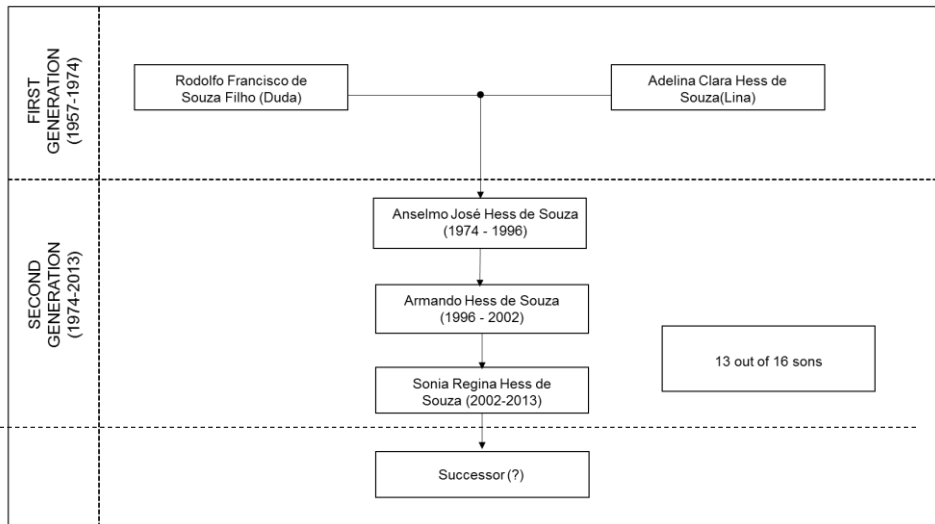 FIRST
GENERATION
(1957-1974)
Rodolfo Francisco de
Souza Filho (Duda)
Adelina Clara Hess de
Souza(Lina)
SECOND
GENERATION
(1974-2013)
Anselmo José Hess de Souza
(1974 - 1996)
Armando Hess de Souza
(1996 - 2002)
13 out of 16 sons
Sonia Regina Hess de
Souza (2002-2013)
Successor (?)